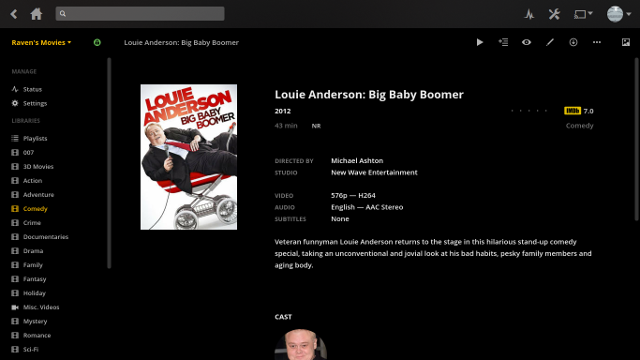 Raven's Movies
Louie Anderson: Big Baby Boomer
MANAGE
Status
Settings
LIBRARIES
Playlists
007
3D Movies
Action
Adventure
Comedy
Crime
Documentaries
Drama
Family
Fantasy
Holiday
Misc. Videos
Mystery
Romance
Sci-Fi
LOUIE
ANDERSON
BIG BABY
BOOMER
Louie Anderson: Big Baby Boomer
2012
IMDb 7.0
43 min NR
Comedy
DIRECTED BY Michael Ashton
STUDIO New Wave Entertainment
VIDEO 576p — H264
AUDIO English — AAC Stereo
SUBTITLES None
Veteran funnyman Louie Anderson returns to the stage in this hilarious stand-up comedy
special, taking an unconventional and jovial look at his bad habits, pesky family members and
aging body.
CAST